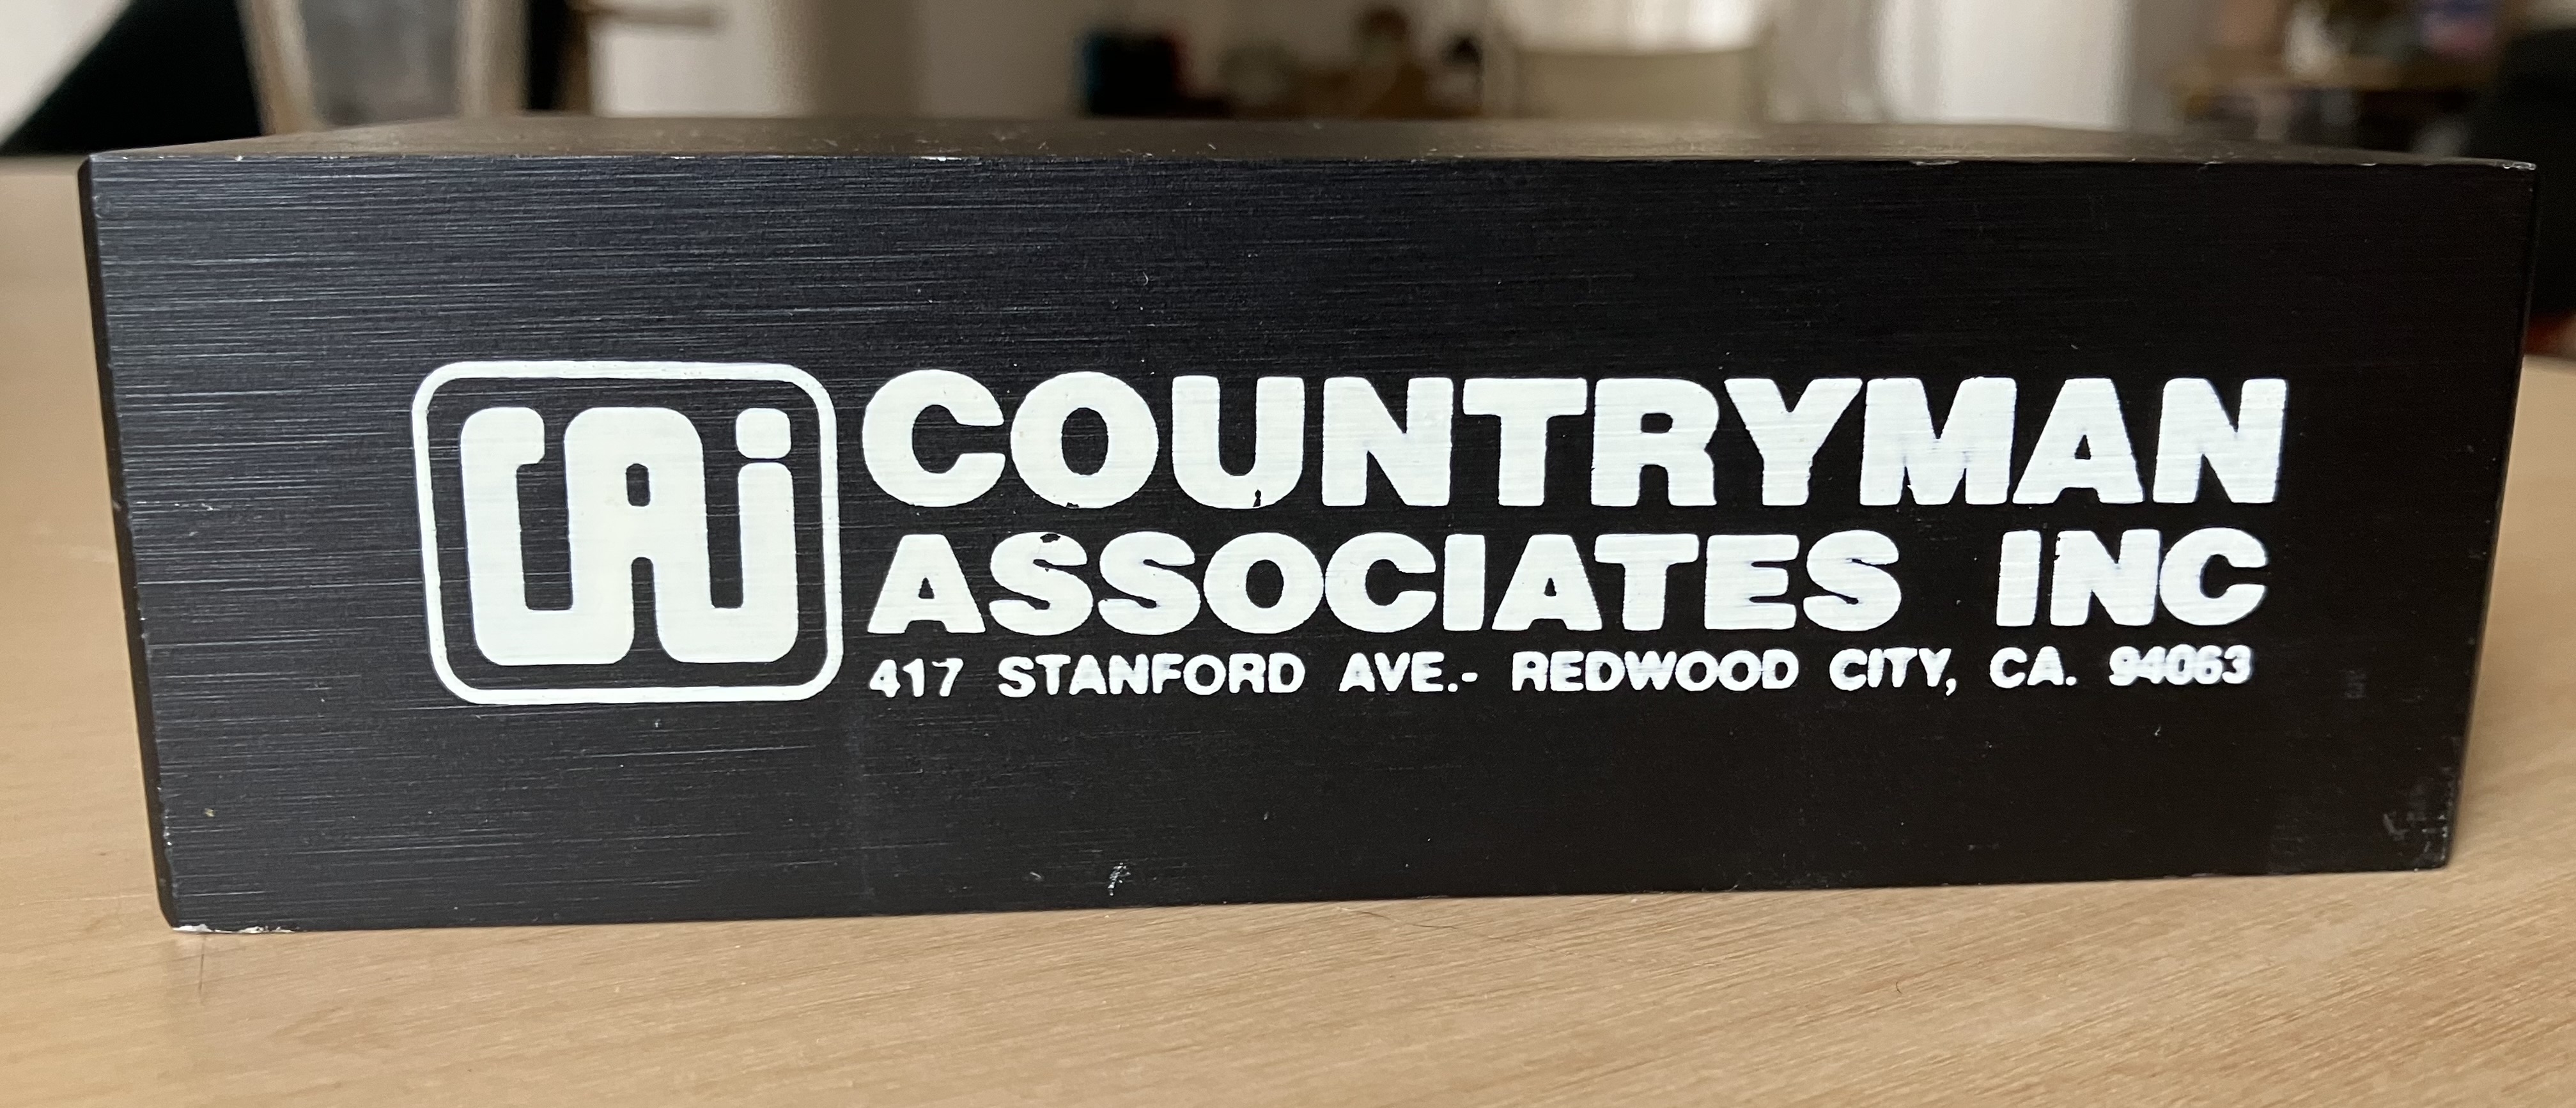 CAi
COUNTRYMAN
ASSOCIATES INC
417 STANFORD AVE.- REDWOOD CITY, CA. 94063